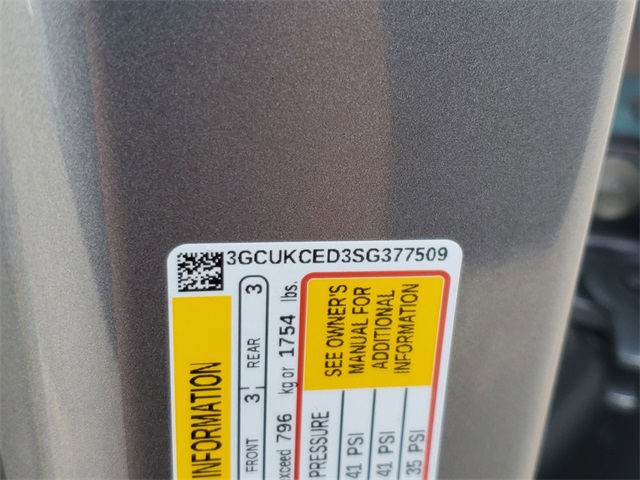 3GCUKCED3SG377509
INFORMATION
FRONT 3 REAR 3
exceed 796 kg or 1754 lbs.
SEE OWNER'S
MANUAL FOR
ADDITIONAL
INFORMATION
PRESSURE
41 PSI
41 PSI
35 PSI